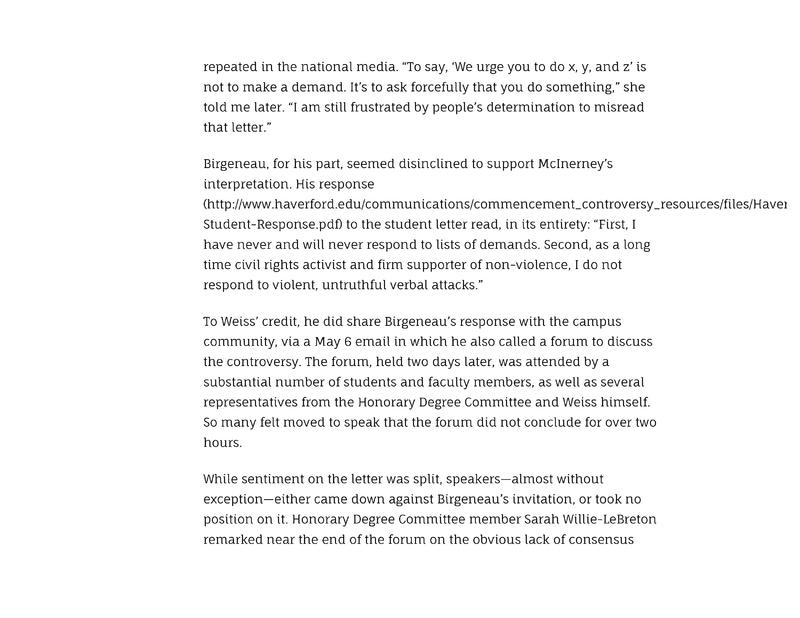 repeated in the national media. “To say, ‘We urge you to do x, y, and z’ is
not to make a demand. It’s to ask forcefully that you do something,” she
told me later. “I am still frustrated by people’s determination to misread
that letter.”
Birgeneau, for his part, seemed disinclined to support McInerney’s
interpretation. His response
(http://www.haverford.edu/communications/commencement_controversy_resources/files/Haver
Student-Response.pdf) to the student letter read, in its entirety: “First, I
have never and will never respond to lists of demands. Second, as a long
time civil rights activist and firm supporter of non-violence, I do not
respond to violent, untruthful verbal attacks.”
To Weiss’ credit, he did share Birgeneau’s response with the campus
community, via a May 6 email in which he also called a forum to discuss
the controversy. The forum, held two days later, was attended by a
substantial number of students and faculty members, as well as several
representatives from the Honorary Degree Committee and Weiss himself.
So many felt moved to speak that the forum did not conclude for over two
hours.
While sentiment on the letter was split, speakers—almost without
exception—either came down against Birgeneau’s invitation, or took no
position on it. Honorary Degree Committee member Sarah Willie-LeBreton
remarked near the end of the forum on the obvious lack of consensus